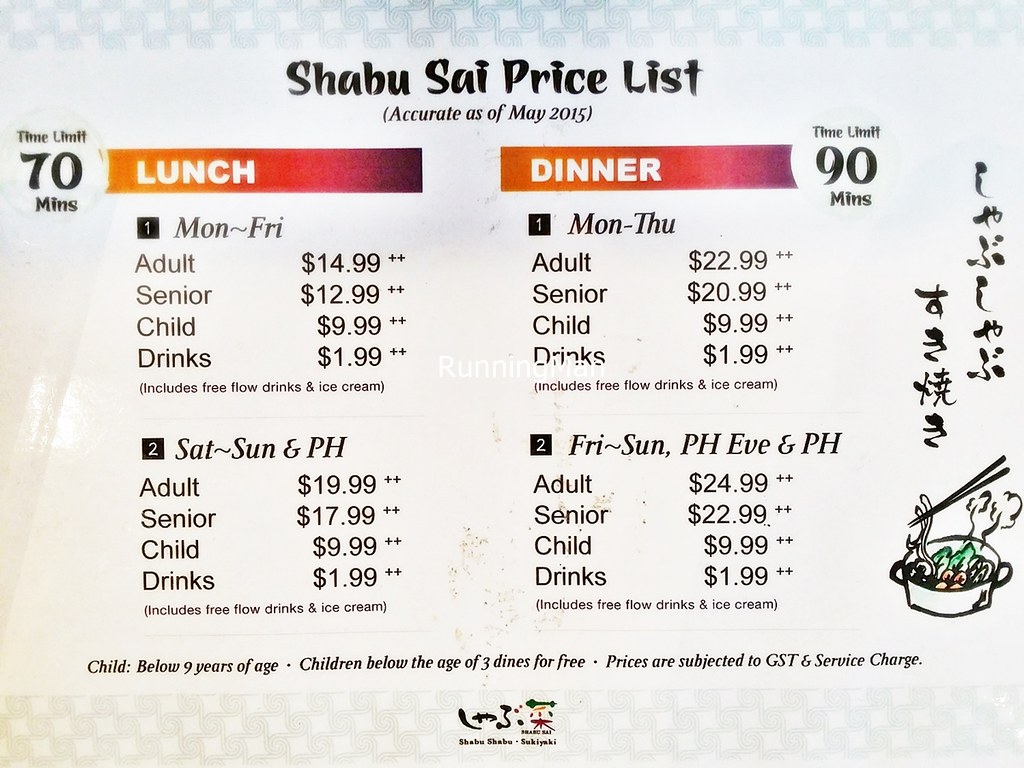 Shabu Sai Price List
(Accurate as of May 2015)
Time Limit
70
Mins
LUNCH
1 Mon~Fri
Adult $14.99 ++
Senior $12.99 ++
Child $9.99 ++
Drinks $1.99 ++
(Includes free flow drinks & ice cream)
2 Sat~Sun & PH
Adult $19.99 ++
Senior $17.99 ++
Child $9.99 ++
Drinks $1.99 ++
(Includes free flow drinks & ice cream)
DINNER
Time Limit
90
Mins
1 Mon-Thu
Adult $22.99 ++
Senior $20.99 ++
Child $9.99 ++
Drinks $1.99 ++
(Includes free flow drinks & ice cream)
2 Fri~Sun, PH Eve & PH
Adult $24.99 ++
Senior $22.99 ++
Child $9.99 ++
Drinks $1.99 ++
(Includes free flow drinks & ice cream)
RunningMan
しゃぶしゃぶ
すき焼き
Child: Below 9 years of age · Children below the age of 3 dines for free · Prices are subjected to GST & Service Charge.
しゃぶ菜
SHABU SAI
Shabu Shabu · Sukiyaki